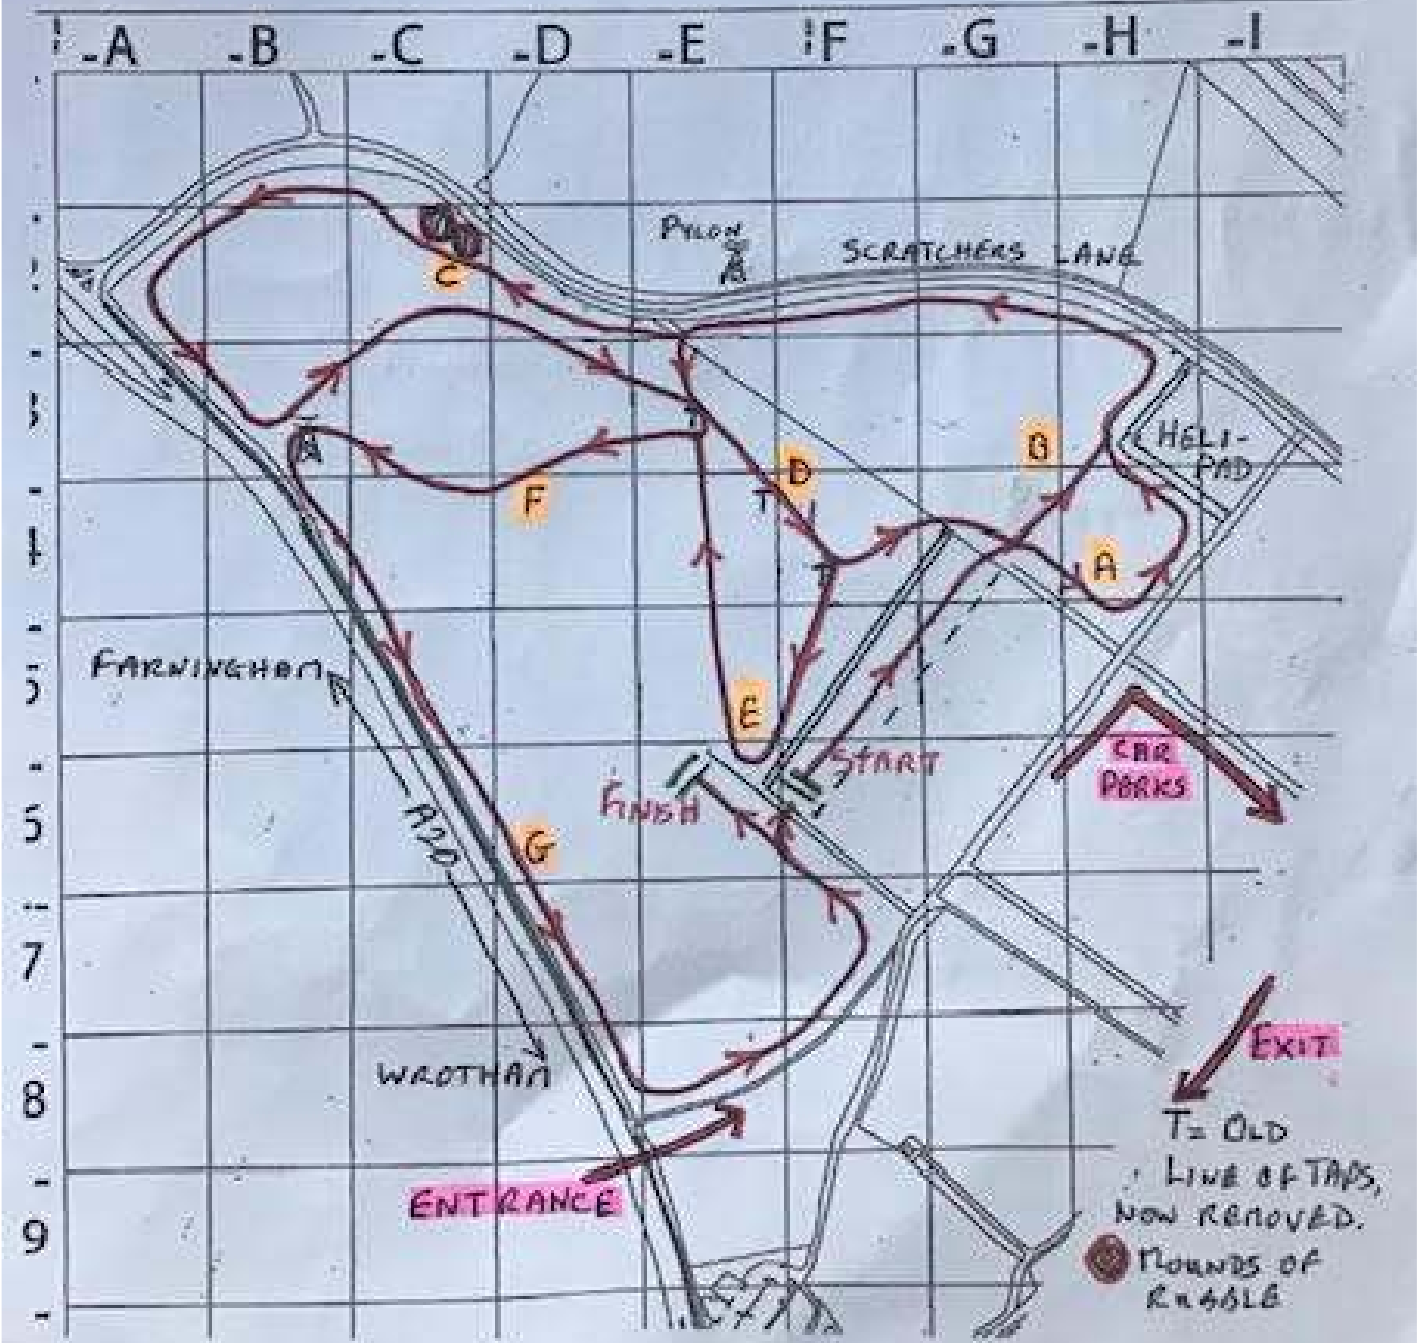 -A -B -C -D -E -F -G -H -I
PYLON
SCRATCHERS LANE
C
B
HELI-
PAD
D
T
F
A
T
FARNINGHAM
E
START
CAR
PARKS
FINISH
5
A20
G
7
EXIT
WROTHAM
8
T= OLD
LINE OF TAPS,
NOW REMOVED.
ENTRANCE
9
MOUNDS OF
RUBBLE